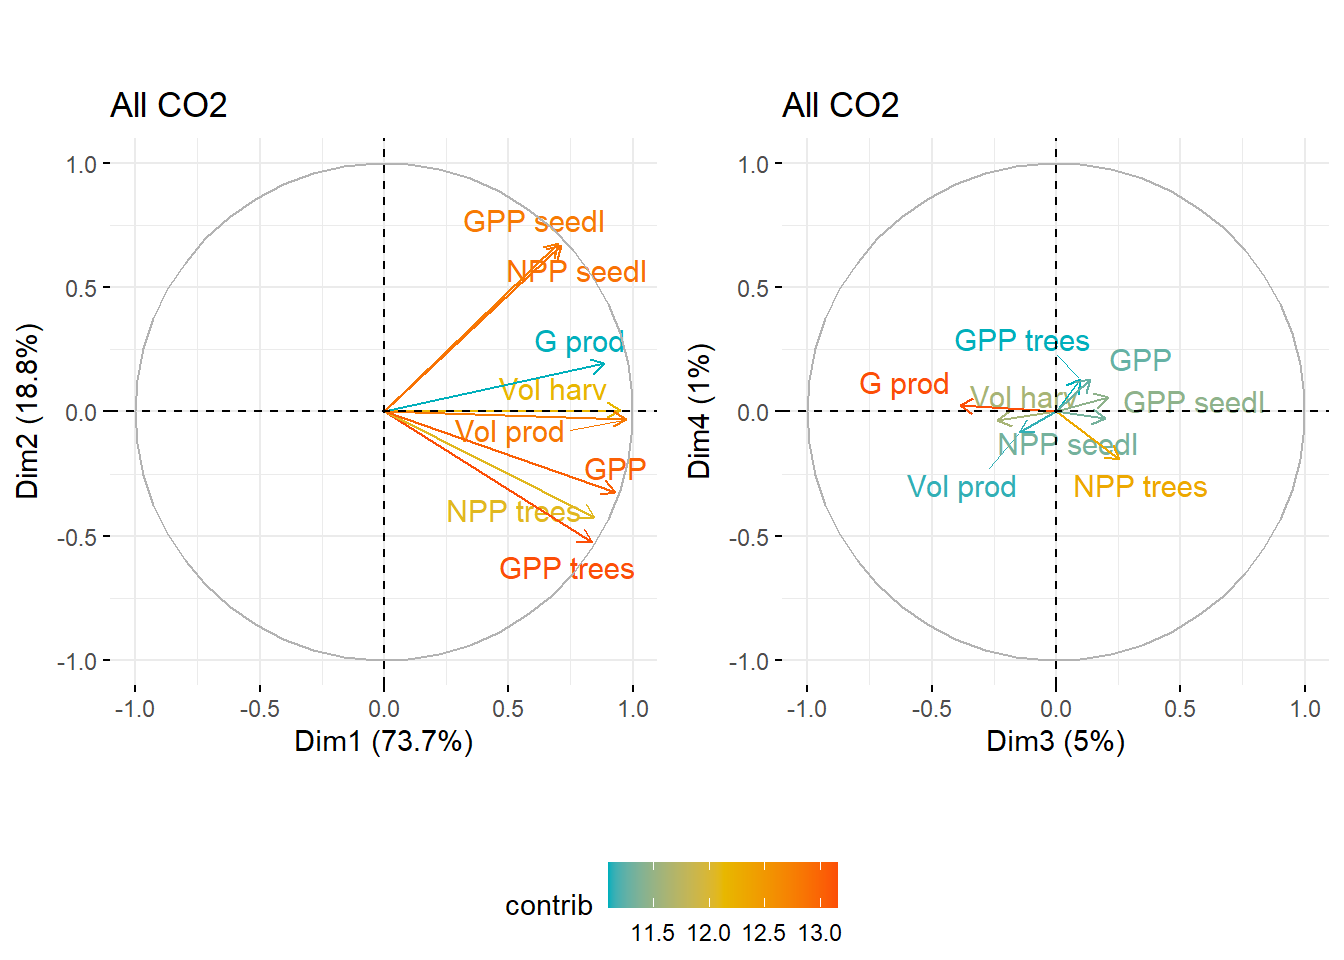 All CO2
1.0
0.5
0.0
-0.5
-1.0
Dim2 (18.8%)
GPP seedl
NPP seedl
G prod
Vol harv
Vol prod
GPP
NPP trees
GPP trees
-1.0 -0.5 0.0 0.5 1.0
Dim1 (73.7%)
All CO2
1.0
0.5
0.0
-0.5
-1.0
Dim4 (1%)
GPP trees
GPP
G prod
Vol harv
GPP seedl
NPP seedl
Vol prod
NPP trees
-1.0 -0.5 0.0 0.5 1.0
Dim3 (5%)
contrib
11.5 12.0 12.5 13.0